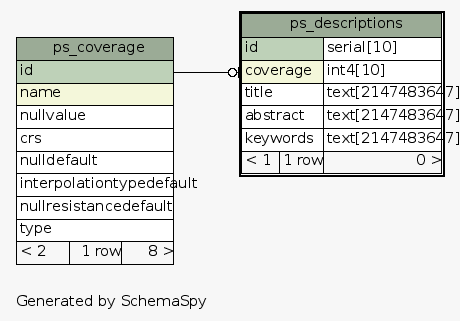 ps_coverage
id
name
nullvalue
crs
nulldefault
interpolationtypedefault
nullresistancedefault
type
< 2 1 row 8 >
ps_descriptions
id serial[10]
coverage int4[10]
title text[2147483647]
abstract text[2147483647]
keywords text[2147483647]
< 1 1 row 0 >
Generated by SchemaSpy